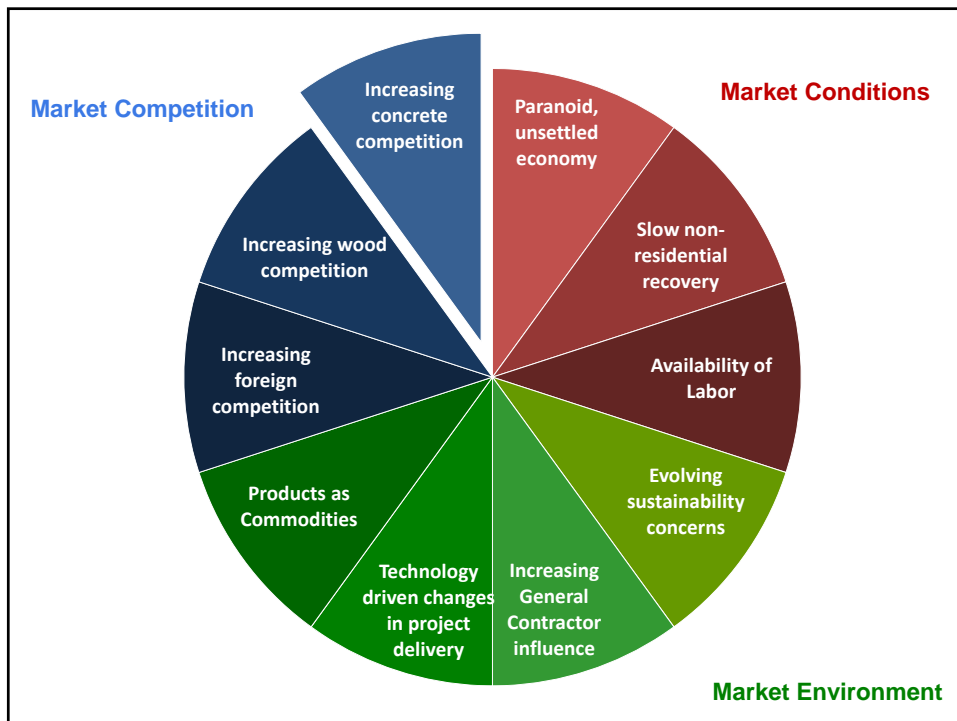 Market Competition
Market Conditions
Increasing
concrete
competition
Paranoid,
unsettled
economy
Slow non-
residential
recovery
Availability of
Labor
Evolving
sustainability
concerns
Increasing
General
Contractor
influence
Technology
driven changes
in project
delivery
Products as
Commodities
Increasing
foreign
competition
Increasing wood
competition
Market Environment